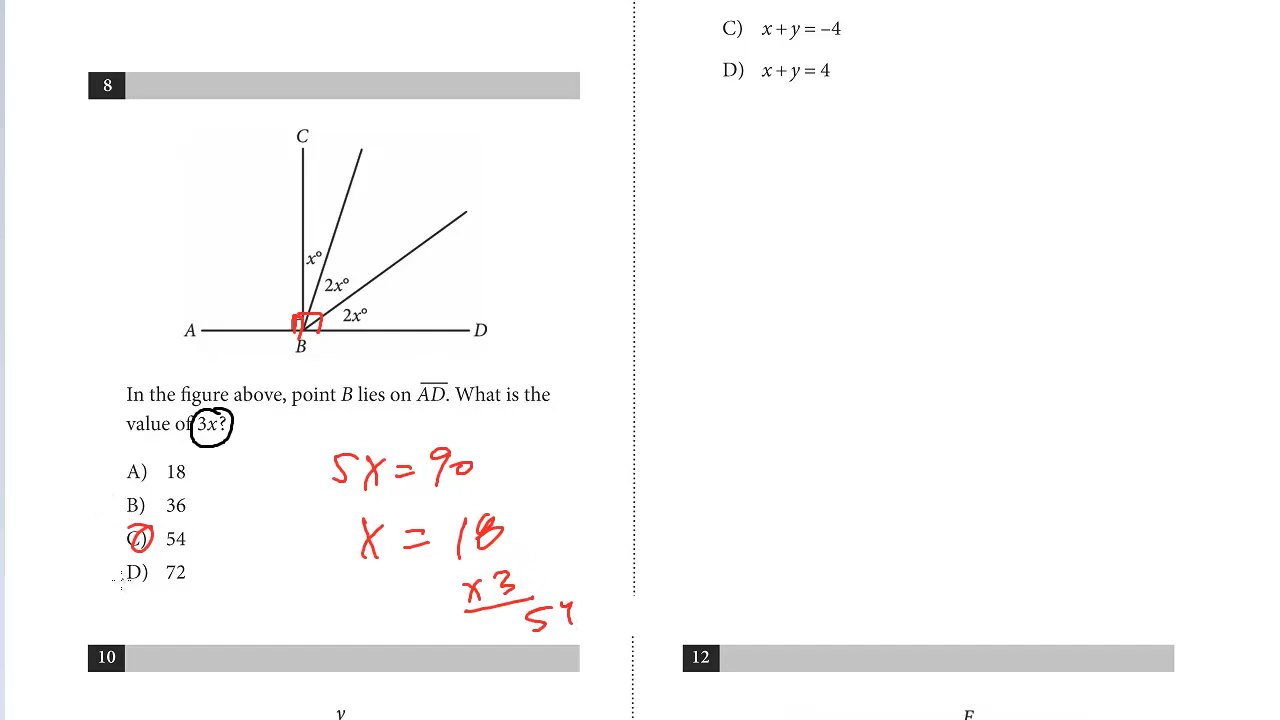 8
C
x°
2x°
2x°
A
D
B
In the figure above, point B lies on AD. What is the
value of 3x?
A) 18
B) 36
C) 54
D) 72
5x = 90
x = 18
x 3
54
10
y
C) x + y = –4
D) x + y = 4
12
F